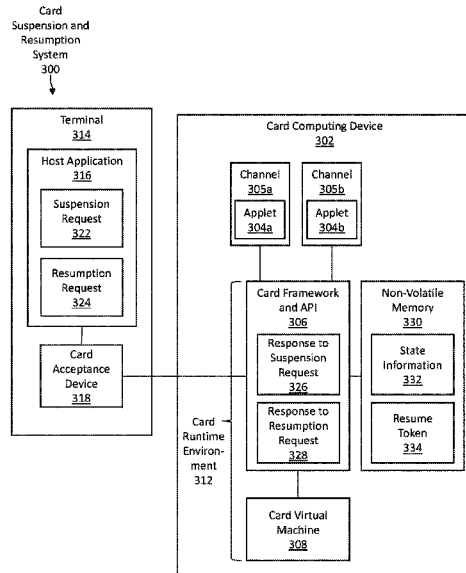 Card
Suspension and
Resumption
System
300
Terminal
314
Host Application
316
Suspension
Request
322
Resumption
Request
324
Card
Acceptance
Device
318
Card Computing Device
302
Channel
305a
Applet
304a
Channel
305b
Applet
304b
Card Framework
and API
306
Response to
Suspension
Request
326
Response to
Resumption
Request
328
Non-Volatile
Memory
330
State
Information
332
Resume
Token
334
Card
Runtime
Environ-
ment 312
Card Virtual
Machine
308